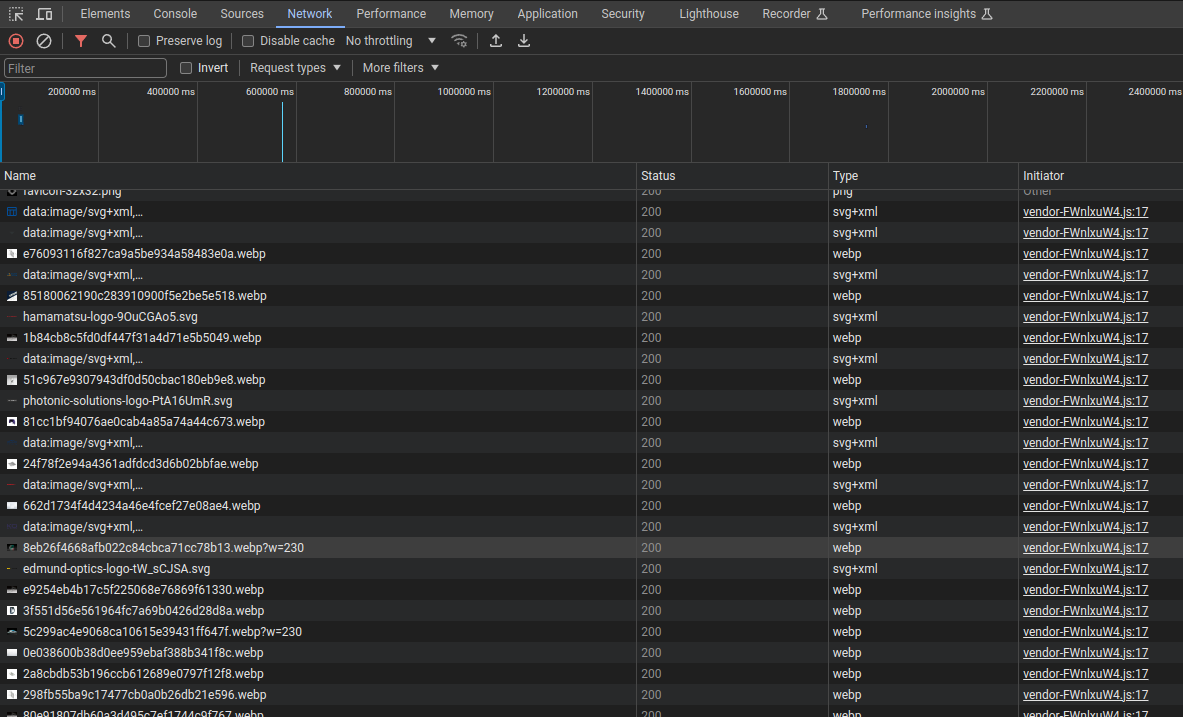 Elements Console Sources Network Performance Memory Application Security Lighthouse Recorder Performance insights
Preserve log Disable cache No throttling
Filter Invert Request types More filters
200000 ms 400000 ms 600000 ms 800000 ms 1000000 ms 1200000 ms 1400000 ms 1600000 ms 1800000 ms 2000000 ms 2200000 ms 2400000 ms
Name Status Type Initiator
favicon-32x32.png 200 png Other
data:image/svg+xml,... 200 svg+xml vendor-FWnlxuW4.js:17
data:image/svg+xml,... 200 svg+xml vendor-FWnlxuW4.js:17
e76093116f827ca9a5be934a58483e0a.webp 200 webp vendor-FWnlxuW4.js:17
data:image/svg+xml,... 200 svg+xml vendor-FWnlxuW4.js:17
85180062190c283910900f5e2be5e518.webp 200 webp vendor-FWnlxuW4.js:17
hamamatsu-logo-9OuCGAo5.svg 200 svg+xml vendor-FWnlxuW4.js:17
1b84cb8c5fd0df447f31a4d71e5b5049.webp 200 webp vendor-FWnlxuW4.js:17
data:image/svg+xml,... 200 svg+xml vendor-FWnlxuW4.js:17
51c967e9307943df0d50cbac180eb9e8.webp 200 webp vendor-FWnlxuW4.js:17
photonic-solutions-logo-PtA16UmR.svg 200 svg+xml vendor-FWnlxuW4.js:17
81cc1bf94076ae0cab4a85a74a44c673.webp 200 webp vendor-FWnlxuW4.js:17
data:image/svg+xml,... 200 svg+xml vendor-FWnlxuW4.js:17
24f78f2e94a4361adfdcd3d6b02bbfae.webp 200 webp vendor-FWnlxuW4.js:17
data:image/svg+xml,... 200 svg+xml vendor-FWnlxuW4.js:17
662d1734f4d4234a46e4fcef27e08ae4.webp 200 webp vendor-FWnlxuW4.js:17
data:image/svg+xml,... 200 svg+xml vendor-FWnlxuW4.js:17
8eb26f4668afb022c84cbca71cc78b13.webp?w=230 200 webp vendor-FWnlxuW4.js:17
edmund-optics-logo-tW_sCJSA.svg 200 svg+xml vendor-FWnlxuW4.js:17
e9254eb4b17c5f225068e76869f61330.webp 200 webp vendor-FWnlxuW4.js:17
3f551d56e561964fc7a69b0426d28d8a.webp 200 webp vendor-FWnlxuW4.js:17
5c299ac4e9068ca10615e39431ff647f.webp?w=230 200 webp vendor-FWnlxuW4.js:17
0e038600b38d0ee959ebaf388b341f8c.webp 200 webp vendor-FWnlxuW4.js:17
2a8cbdb53b196ccb612689e0797f12f8.webp 200 webp vendor-FWnlxuW4.js:17
298fb55ba9c17477cb0a0b26db21e596.webp 200 webp vendor-FWnlxuW4.js:17
80e91807db60a3d495c7ef1744c9f767.webp 200 webp vendor-FWnlxuW4.js:17